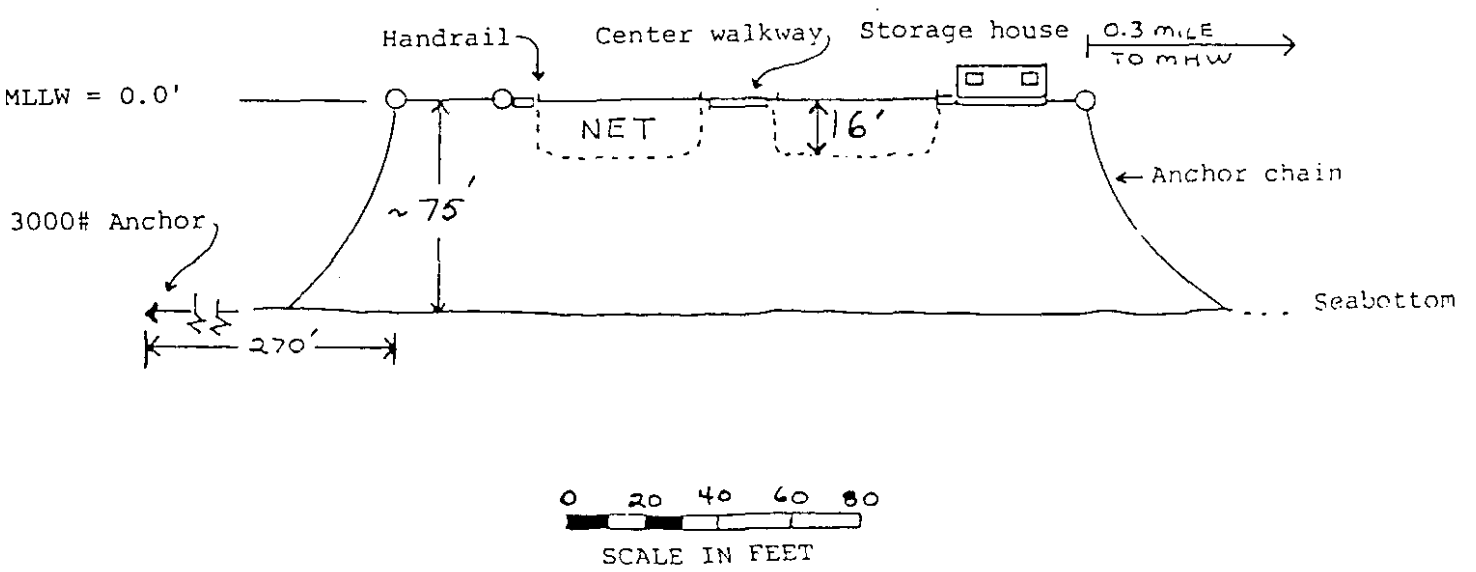 Handrail
Center walkway
Storage house
0.3 MILE
TO MHW
MLLW = 0.0'
NET
16'
Anchor chain
~75'
3000# Anchor
Seabottom
270'
0 20 40 60 80
SCALE IN FEET